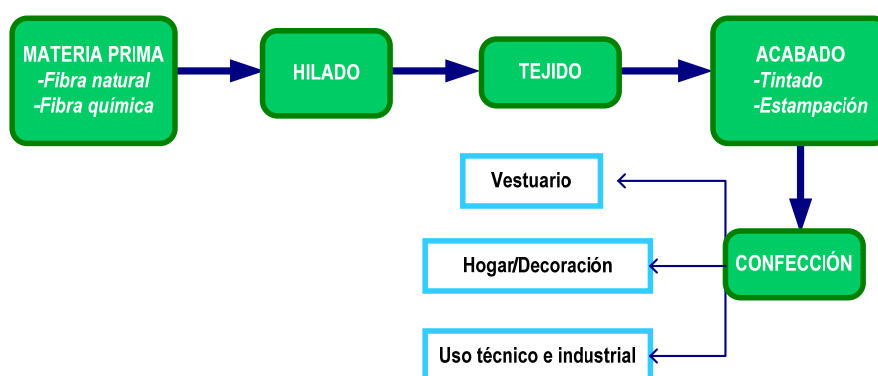 MATERIA PRIMA
-Fibra natural
-Fibra química
HILADO
TEJIDO
ACABADO
-Tintado
-Estampación
Vestuario
Hogar/Decoración
CONFECCIÓN
Uso técnico e industrial